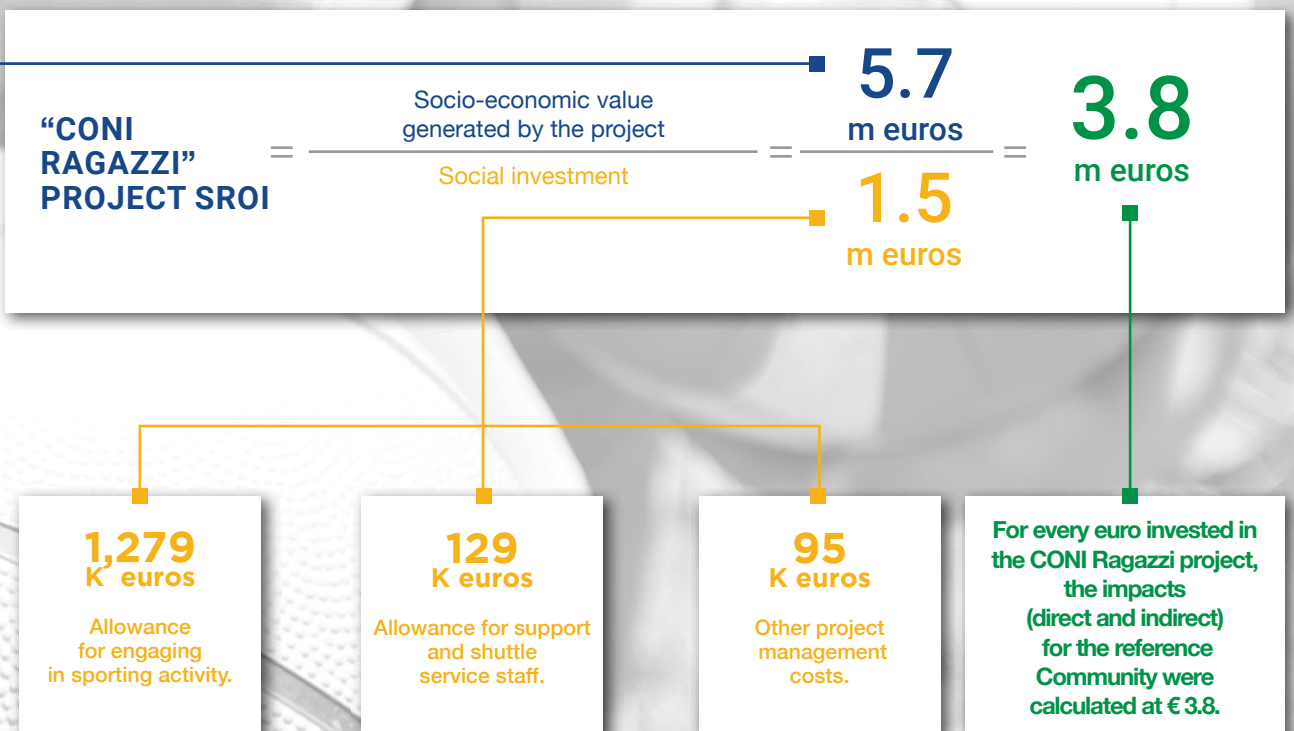 “CONI
RAGAZZI”
PROJECT SROI
=
Socio-economic value
generated by the project
Social investment
=
5.7
m euros
1.5
m euros
=
3.8
m euros
1,279
K euros
Allowance
for engaging
in sporting activity.
129
K euros
Allowance for support
and shuttle
service staff.
95
K euros
Other project
management
costs.
For every euro invested in
the CONI Ragazzi project,
the impacts
(direct and indirect)
for the reference
Community were
calculated at € 3.8.